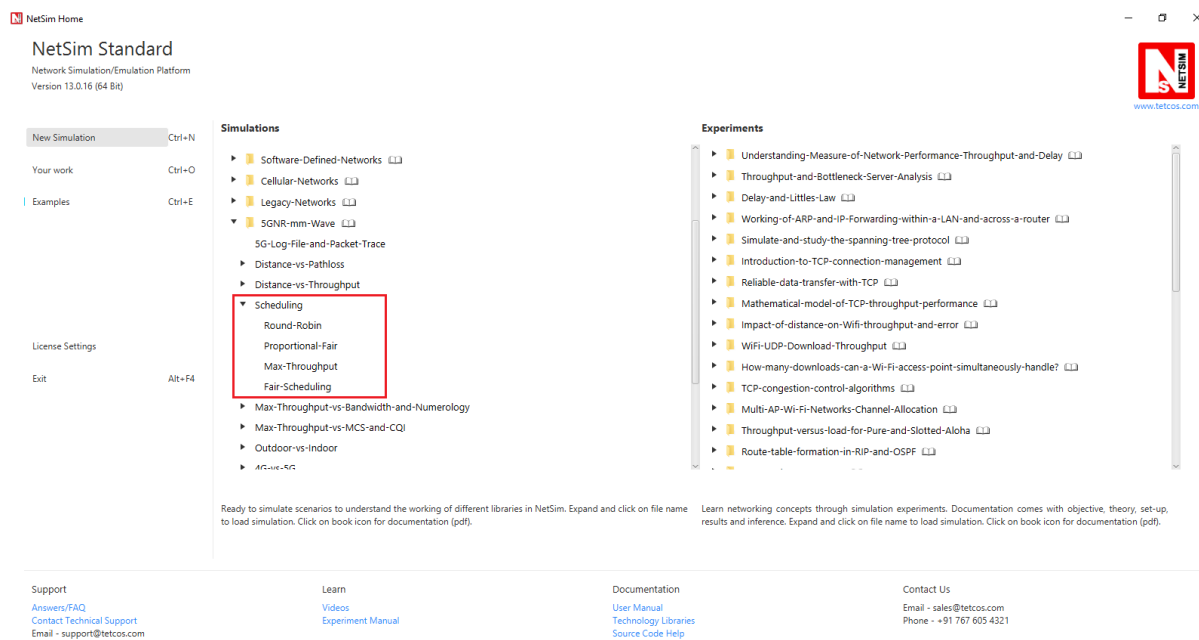 NetSim Home
NetSim Standard
Network Simulation/Emulation Platform
Version 13.0.16 (64 Bit)
NETSIM
N
S
www.tetcos.com
New Simulation Ctrl+N
Your work Ctrl+O
Examples Ctrl+E
License Settings
Exit Alt+F4
Simulations
Software-Defined-Networks
Cellular-Networks
Legacy-Networks
5GNR-mm-Wave
5G-Log-File-and-Packet-Trace
Distance-vs-Pathloss
Distance-vs-Throughput
Scheduling
Round-Robin
Proportional-Fair
Max-Throughput
Fair-Scheduling
Max-Throughput-vs-Bandwidth-and-Numerology
Max-Throughput-vs-MCS-and-CQI
Outdoor-vs-Indoor
4G-vs-5G
Ready to simulate scenarios to understand the working of different libraries in NetSim. Expand and click on file name
to load simulation. Click on book icon for documentation (pdf).
Experiments
Understanding-Measure-of-Network-Performance-Throughput-and-Delay
Throughput-and-Bottleneck-Server-Analysis
Delay-and-Littles-Law
Working-of-ARP-and-IP-Forwarding-within-a-LAN-and-across-a-router
Simulate-and-study-the-spanning-tree-protocol
Introduction-to-TCP-connection-management
Reliable-data-transfer-with-TCP
Mathematical-model-of-TCP-throughput-performance
Impact-of-distance-on-Wifi-throughput-and-error
WiFi-UDP-Download-Throughput
How-many-downloads-can-a-Wi-Fi-access-point-simultaneously-handle?
TCP-congestion-control-algorithms
Multi-AP-Wi-Fi-Networks-Channel-Allocation
Throughput-versus-load-for-Pure-and-Slotted-Aloha
Route-table-formation-in-RIP-and-OSPF
Learn networking concepts through simulation experiments. Documentation comes with objective, theory, set-up,
results and inference. Expand and click on file name to load simulation. Click on book icon for documentation (pdf).
Support
Answers/FAQ
Contact Technical Support
Email - support@tetcos.com
Learn
Videos
Experiment Manual
Documentation
User Manual
Technology Libraries
Source Code Help
Contact Us
Email - sales@tetcos.com
Phone - +91 767 605 4321